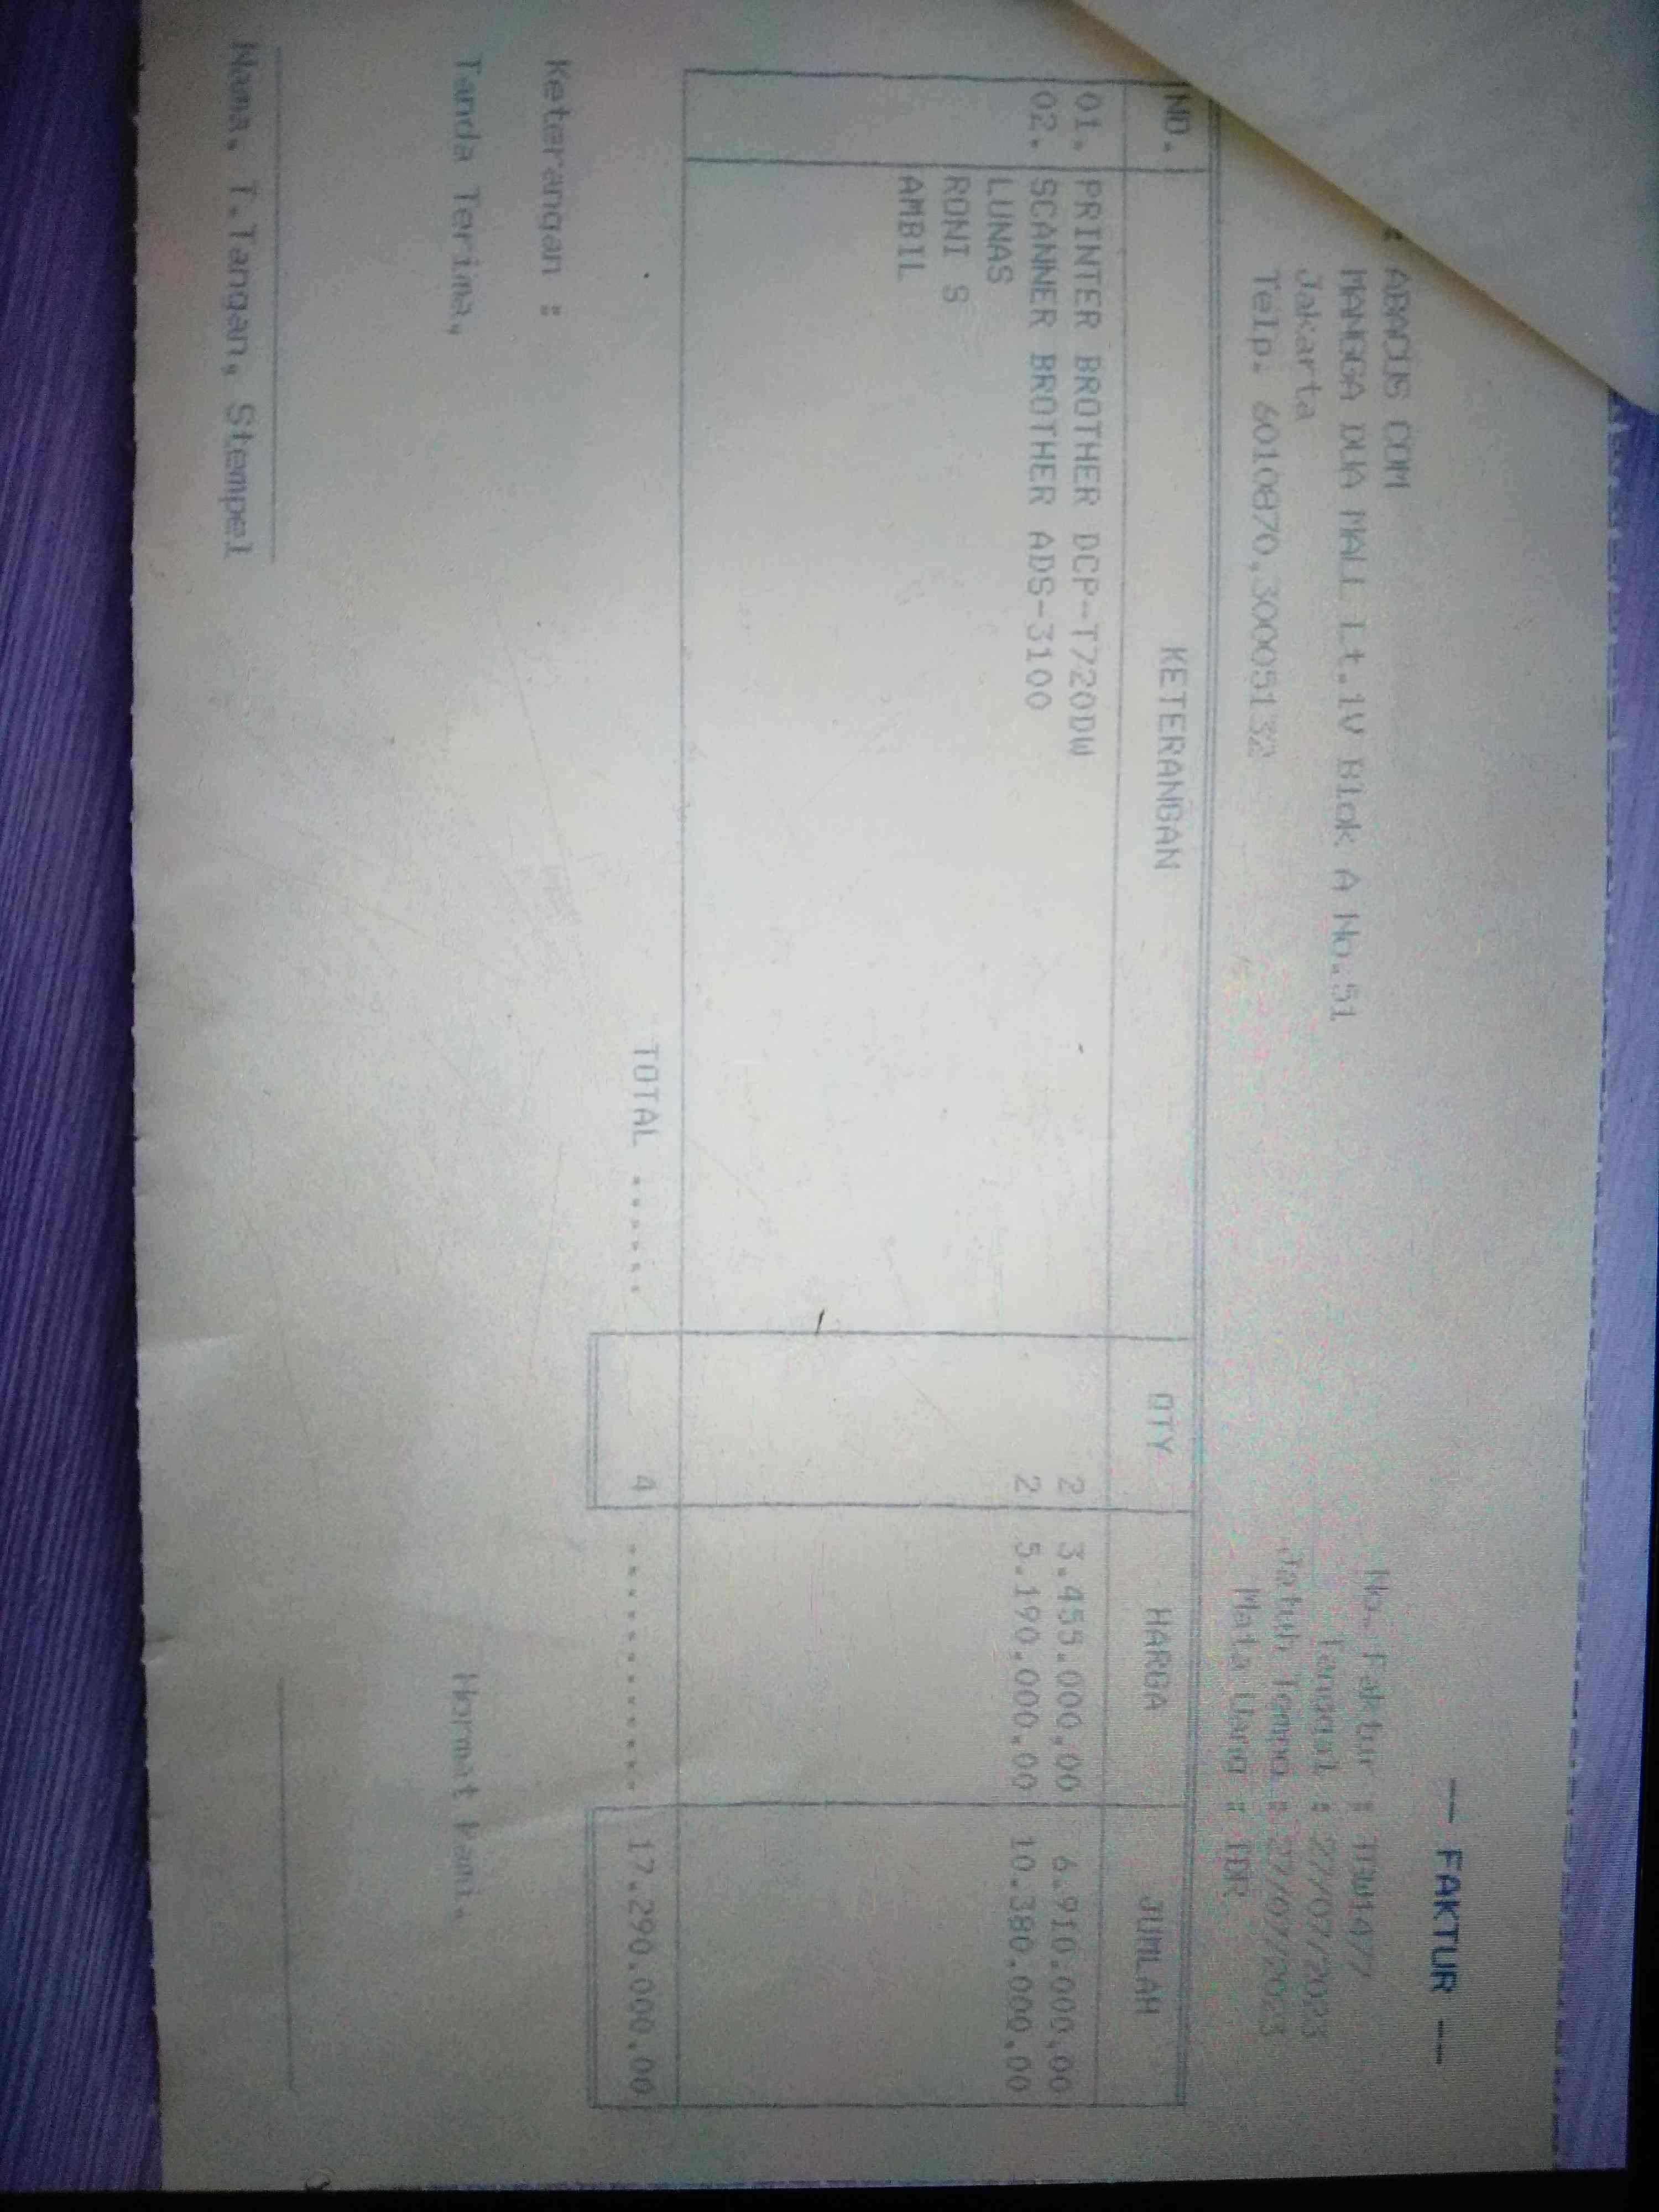 -- FAKTUR --
: ABACUS COM
MANGGA DUA MALL Lt.1V Blok A No.51
Jakarta
Telp. 6010870,30005132
No. Faktur :
Tanggal : 27/07/2023
Jatuh Tempo : 27/07/2023
Mata Uang : IDR
NO. KETERANGAN QTY HARGA JUMLAH
01. PRINTER BROTHER DCP-T720DW 2 3.455.000,00 6.910.000,00
02. SCANNER BROTHER ADS-3100 2 5.190.000,00 10.380.000,00
LUNAS
RONI S
AMBIL
TOTAL ...... 4 ............ 17.290.000,00
Keterangan :
Tanda Terima, Hormat Kami,
Nama, T.Tangan, Stempel